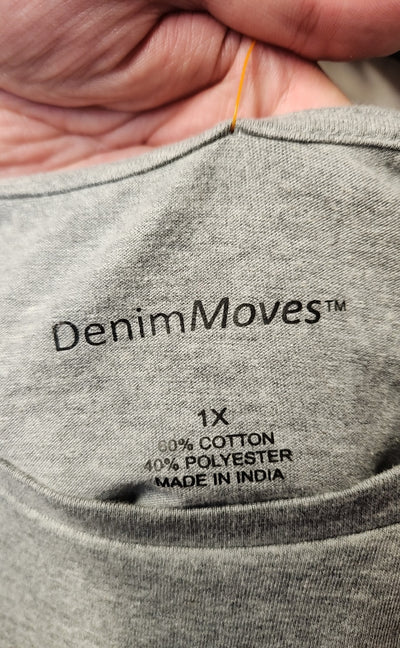 DenimMoves™
1X
60% COTTON
40% POLYESTER
MADE IN INDIA